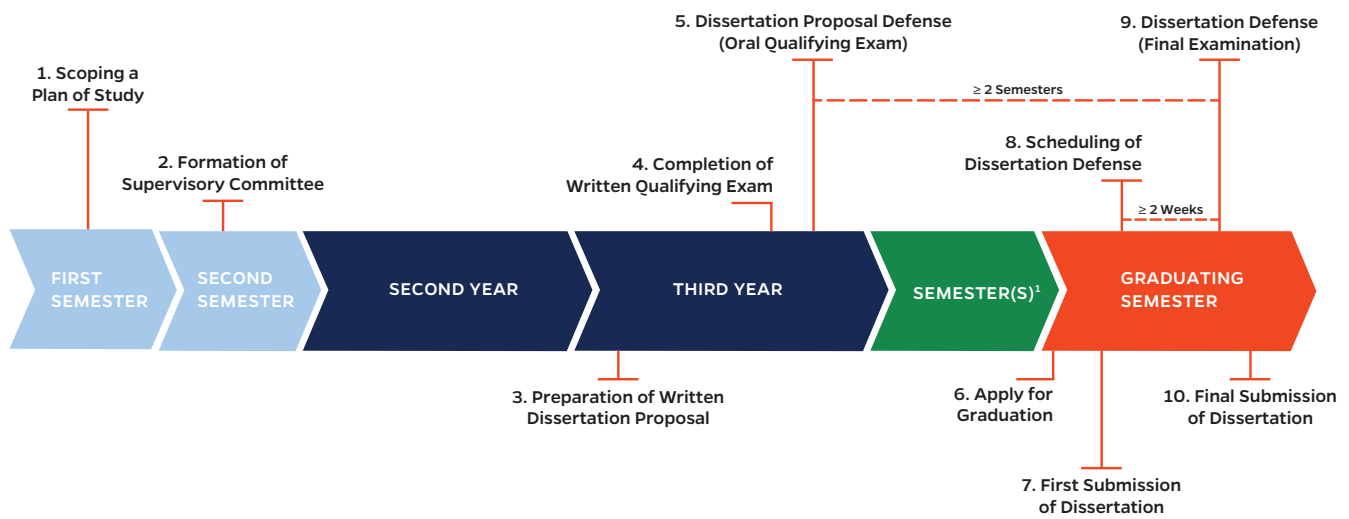 5. Dissertation Proposal Defense
(Oral Qualifying Exam)
9. Dissertation Defense
(Final Examination)
1. Scoping a
Plan of Study
≥ 2 Semesters
8. Scheduling of
Dissertation Defense
2. Formation of
Supervisory Committee
4. Completion of
Written Qualifying Exam
≥ 2 Weeks
FIRST
SEMESTER
SECOND
SEMESTER
SECOND YEAR
THIRD YEAR
SEMESTER(S)¹
GRADUATING
SEMESTER
3. Preparation of Written
Dissertation Proposal
6. Apply for
Graduation
10. Final Submission
of Dissertation
7. First Submission
of Dissertation